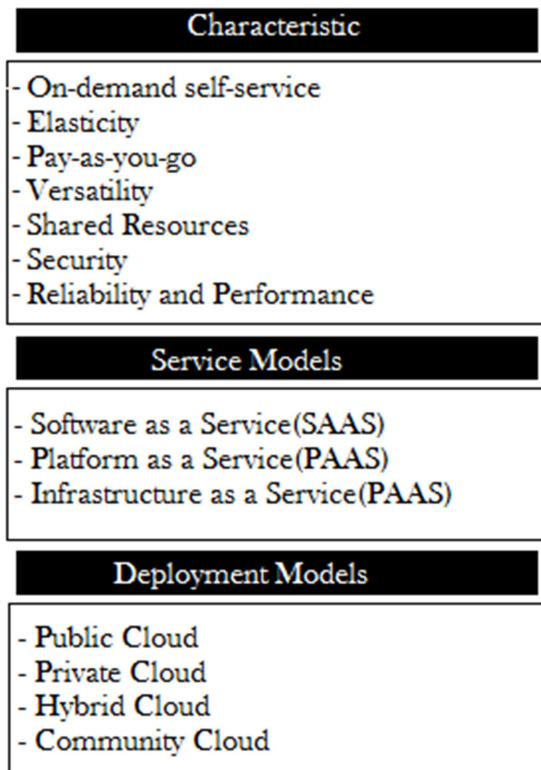 Characteristic
- On-demand self-service
- Elasticity
- Pay-as-you-go
- Versatility
- Shared Resources
- Security
- Reliability and Performance
Service Models
- Software as a Service(SAAS)
- Platform as a Service(PAAS)
- Infrastructure as a Service(PAAS)
Deployment Models
- Public Cloud
- Private Cloud
- Hybrid Cloud
- Community Cloud